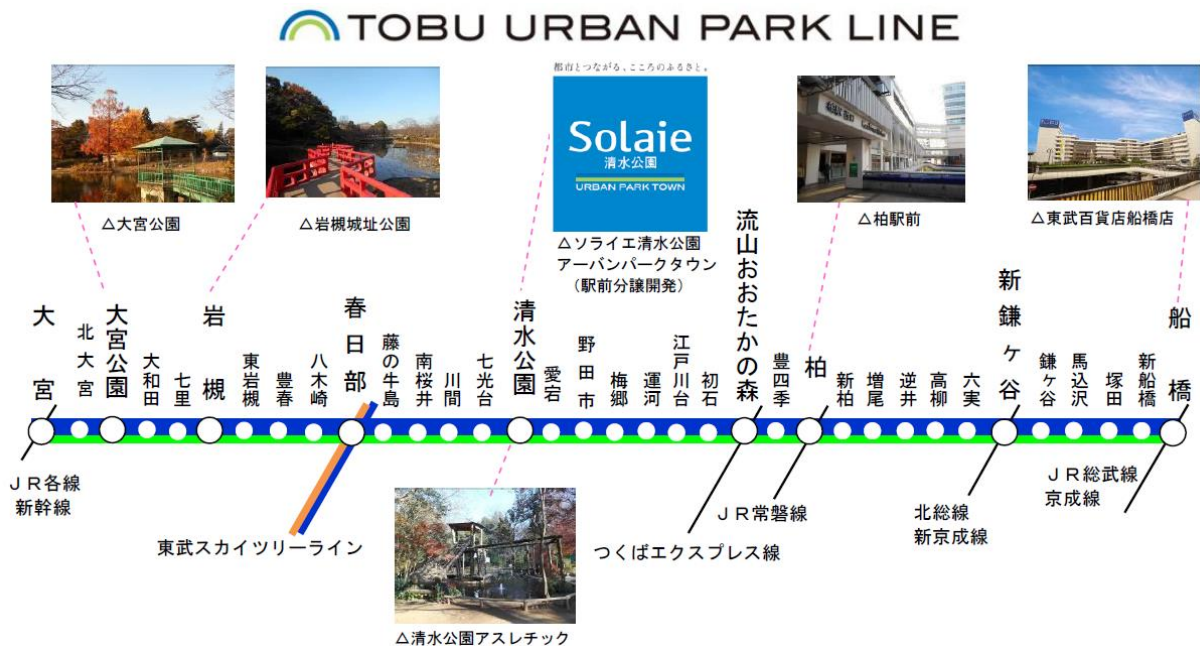 TOBU URBAN PARK LINE
都市とつながる、こころのふるさと。
Solaie
清水公園
URBAN PARK TOWN
△大宮公園
△岩槻城址公園
△ソライエ清水公園
アーバンパークタウン
（駅前分譲開発）
△柏駅前
△東武百貨店船橋店
大宮
北大宮
大宮公園
大和田
七里
岩槻
東岩槻
豊春
八木崎
春日部
藤の牛島
南桜井
川間
七光台
清水公園
愛宕
野田市
梅郷
運河
江戸川台
初石
流山おおたかの森
豊四季
柏
新柏
増尾
逆井
高柳
六実
新鎌ヶ谷
鎌ヶ谷
馬込沢
塚田
新船橋
船橋
ＪＲ各線
新幹線
東武スカイツリーライン
つくばエクスプレス線
ＪＲ常磐線
北総線
新京成線
ＪＲ総武線
京成線
△清水公園アスレチック